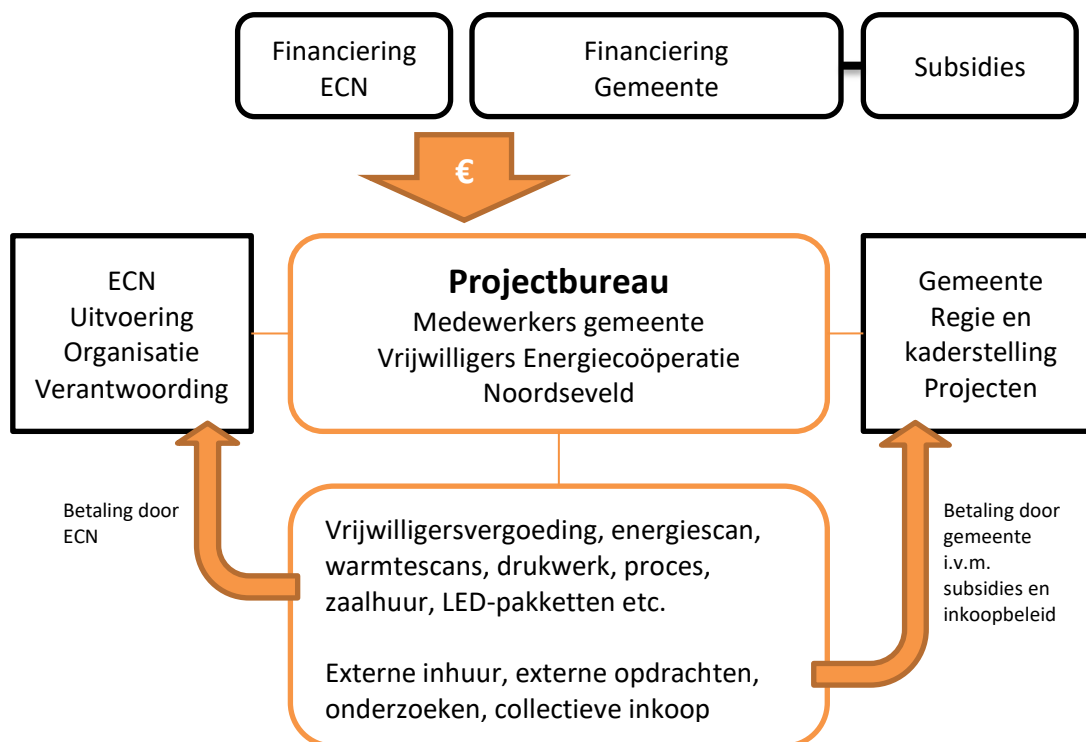 Financiering
ECN
Financiering
Gemeente
Subsidies
€
ECN
Uitvoering
Organisatie
Verantwoording
Projectbureau
Medewerkers gemeente
Vrijwilligers Energiecoöperatie
Noordseveld
Gemeente
Regie en
kaderstelling
Projecten
Betaling door
ECN
Vrijwilligersvergoeding, energiescan,
warmtescans, drukwerk, proces,
zaalhuur, LED-pakketten etc.
Externe inhuur, externe opdrachten,
onderzoeken, collectieve inkoop
Betaling door
gemeente
i.v.m.
subsidies en
inkoopbeleid